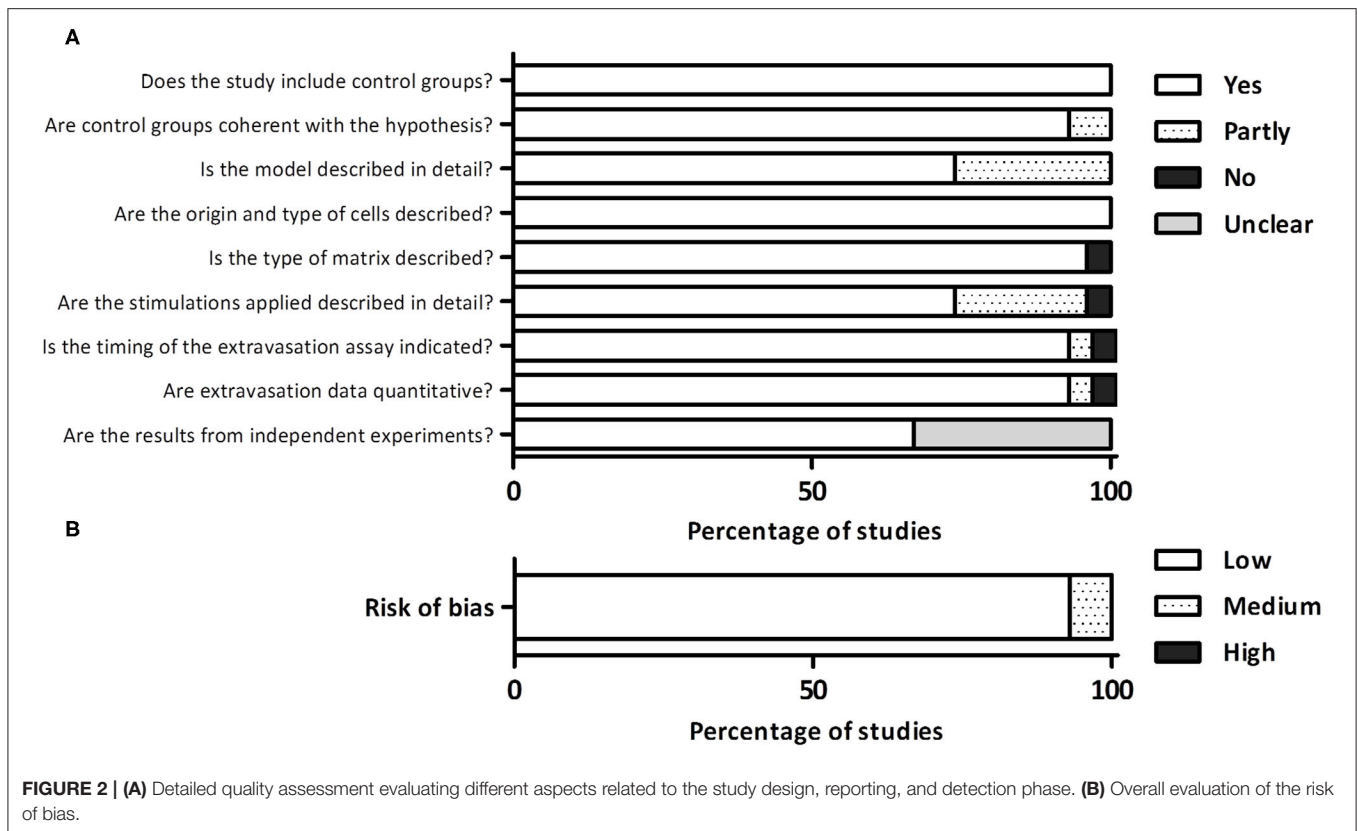 A
Does the study include control groups?
Are control groups coherent with the hypothesis?
Is the model described in detail?
Are the origin and type of cells described?
Is the type of matrix described?
Are the stimulations applied described in detail?
Is the timing of the extravasation assay indicated?
Are extravasation data quantitative?
Are the results from independent experiments?
Yes
Partly
No
Unclear
0 50 100
Percentage of studies
B
Risk of bias
Low
Medium
High
0 50 100
Percentage of studies
FIGURE 2 | (A) Detailed quality assessment evaluating different aspects related to the study design, reporting, and detection phase. (B) Overall evaluation of the risk
of bias.